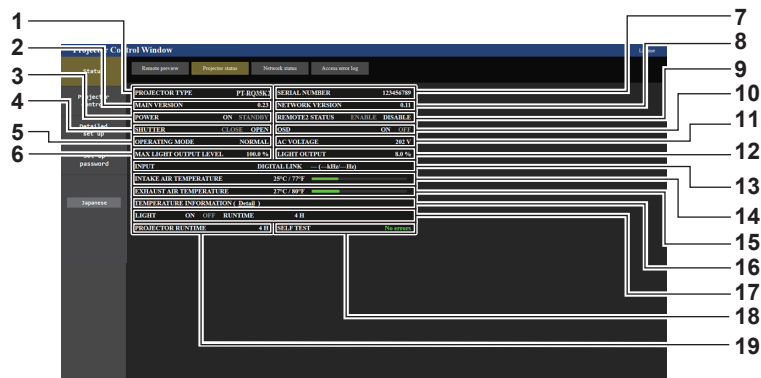 1
2
3
4
5
6
7
8
9
10
11
12
13
14
15
16
17
18
19
Projector Control Window
Status
Remote preview Projector status Network status Access error log
PROJECTOR TYPE PT-RQ35K2 SERIAL NUMBER 123456789
MAIN VERSION 0.23 NETWORK VERSION 0.11
POWER ON STANDBY REMOTE2 STATUS ENABLE DISABLE
SHUTTER CLOSE OPEN OSD ON OFF
OPERATING MODE NORMAL AC VOLTAGE 202 V
MAX LIGHT OUTPUT LEVEL 100.0 % LIGHT OUTPUT 8.0 %
INPUT DIGITAL LINK — (—kHz/—Hz)
INTAKE AIR TEMPERATURE 25°C / 77°F
EXHAUST AIR TEMPERATURE 27°C / 80°F
TEMPERATURE INFORMATION ( Detail )
LIGHT ON OFF RUNTIME 4 H
PROJECTOR RUNTIME 4 H SELF TEST No errors
Projector
control
Detailed
set up
Set up
password
Japanese